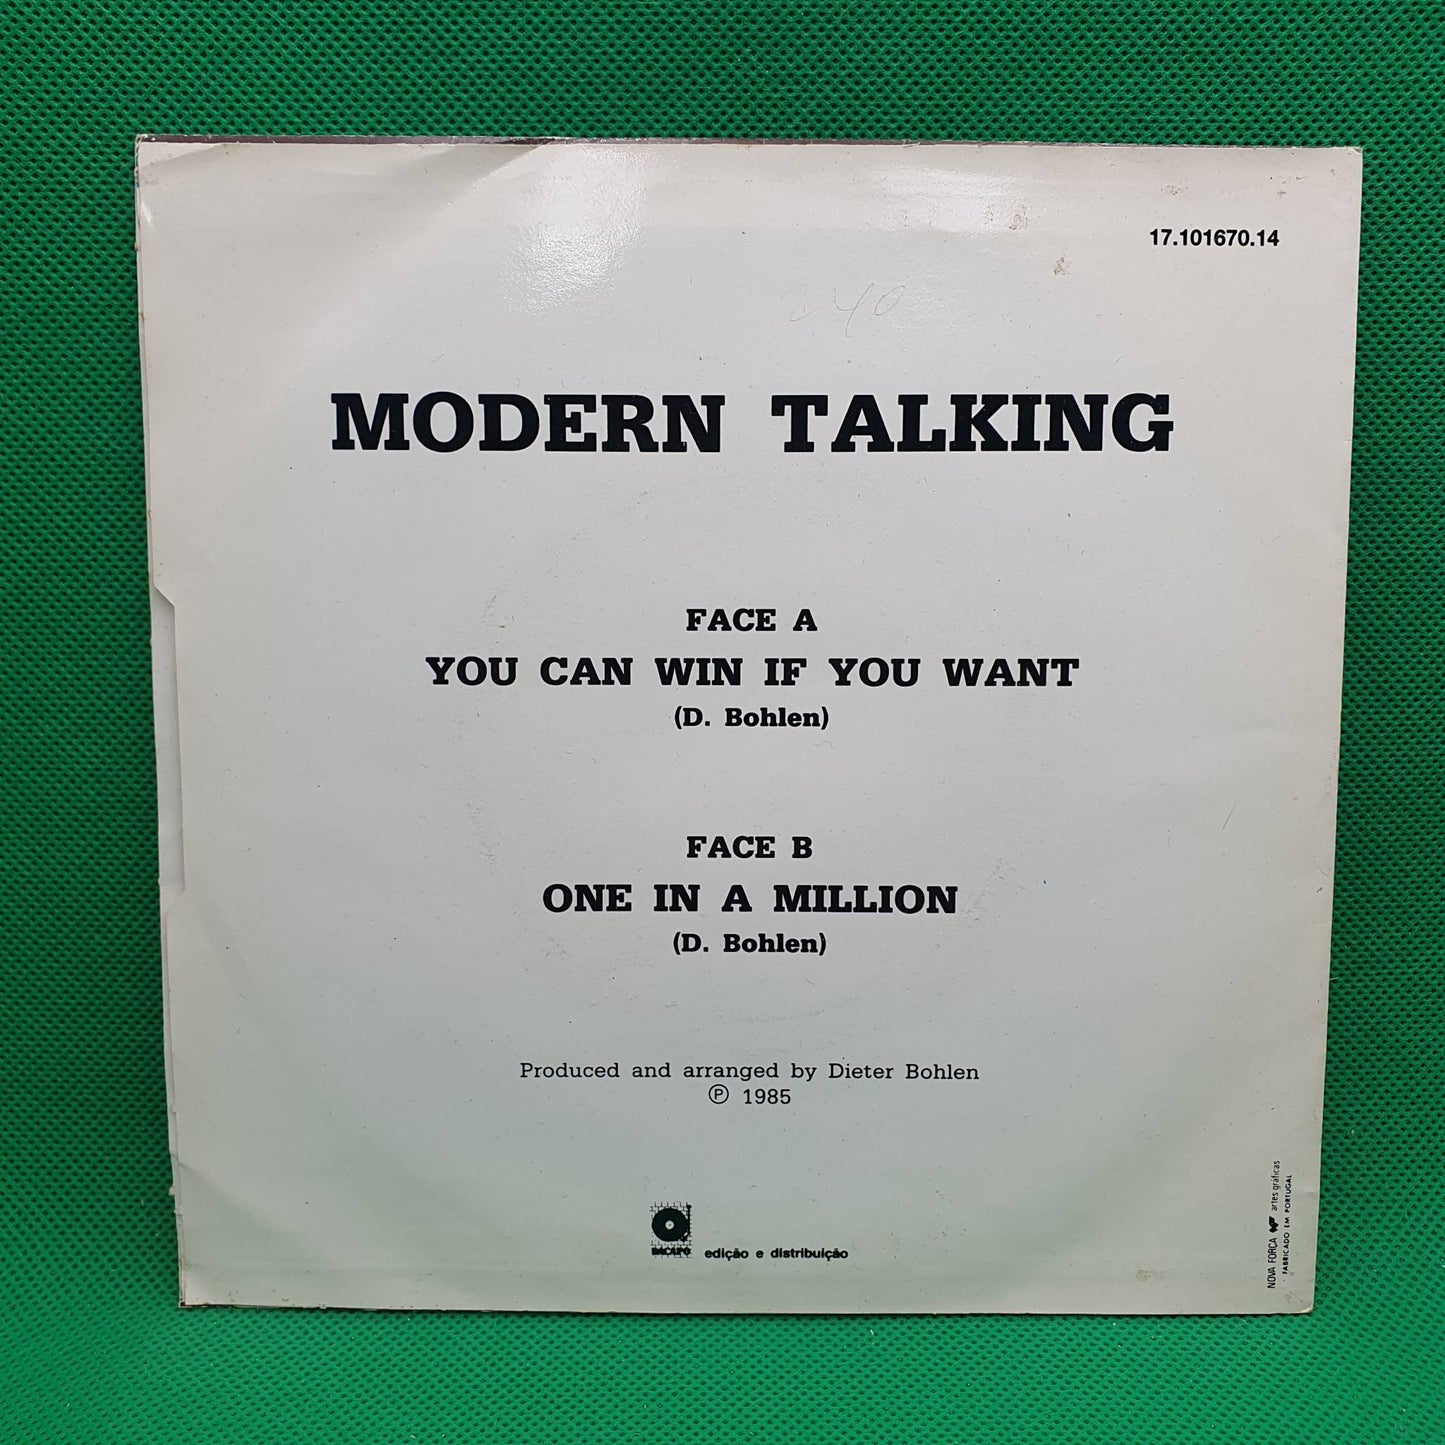 17.101670.14
240
MODERN TALKING
FACE A
YOU CAN WIN IF YOU WANT
(D. Bohlen)
FACE B
ONE IN A MILLION
(D. Bohlen)
Produced and arranged by Dieter Bohlen
Ⓟ 1985
DACAPO edição e distribuição
NOVA FORÇA artes gráficas
FABRICADO EM PORTUGAL